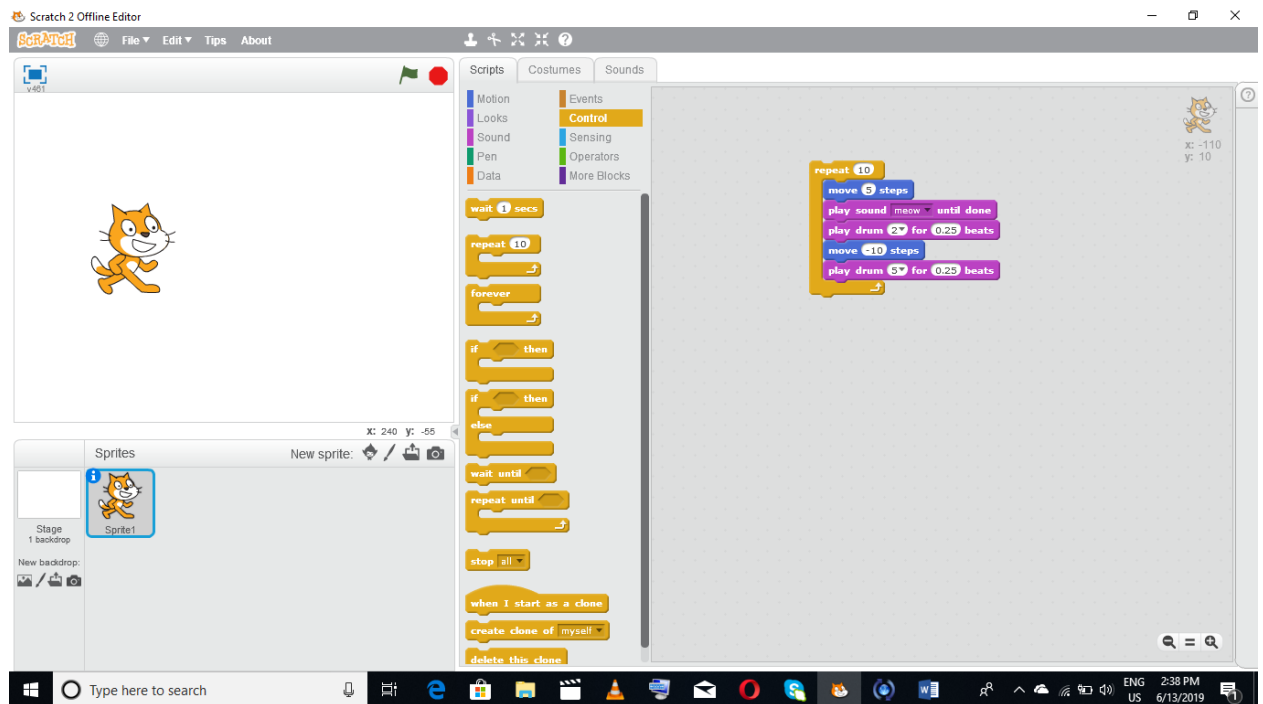 Scratch 2 Offline Editor
SCRATCH File Edit Tips About
v461
Scripts Costumes Sounds
Motion Events
Looks Control
Sound Sensing
Pen Operators
Data More Blocks
wait 1 secs
repeat 10
forever
if then
if then
else
wait until
repeat until
stop all
when I start as a clone
create clone of myself
delete this clone
repeat 10
move 5 steps
play sound meow until done
play drum 2 for 0.25 beats
move -10 steps
play drum 5 for 0.25 beats
x: -110
y: 10
x: 240 y: -55
Sprites New sprite:
Stage
1 backdrop
Sprite1
New backdrop:
Type here to search
ENG
US
2:38 PM
6/13/2019